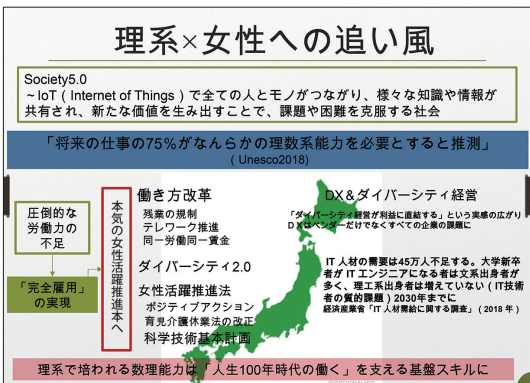 理系×女性への追い風
Society5.0
～IoT（Internet of Things）で全ての人とモノがつながり、様々な知識や情報が
共有され、新たな価値を生み出すことで、課題や困難を克服する社会
「将来の仕事の75%がなんらかの理数系能力を必要とすると推測」
（Unesco2018）
圧倒的な
労働力の
不足
「完全雇用」
の実現
本気の女性活躍推進本へ
働き方改革
残業の規制
テレワーク推進
同一労働同一賃金
ダイバーシティ2.0
女性活躍推進法
ポジティブアクション
育児介護休業法の改正
科学技術基本計画
DX＆ダイバーシティ経営
「ダイバーシティ経営が利益に直結する」という実感の広がり
DXはベンダーだけでなくすべての企業の課題に
IT 人材の需要は45万人不足する。大学新卒
者が IT エンジニアになる者は文系出身者が
多く、理工系出身者は増えていない（IT技術
者の質的課題）2030年までに
経済産業省「IT 人材需給に関する調査」（2018 年）
理系で培われる数理能力は「人生100年時代の働く」を支える基盤スキルに